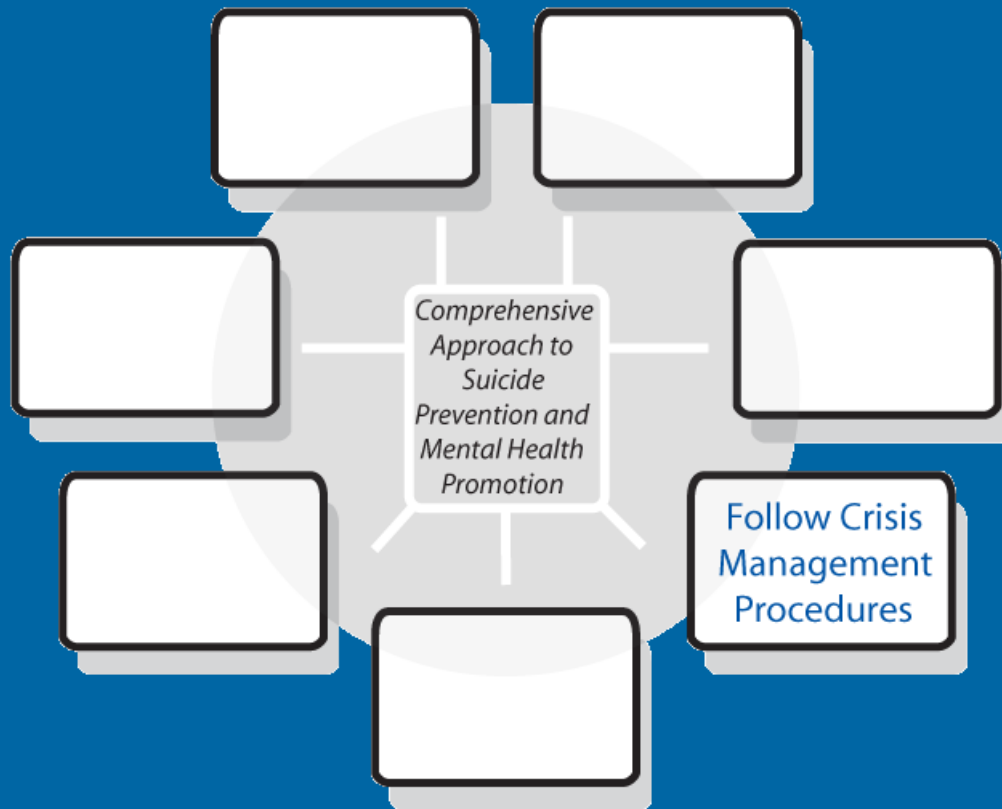 Comprehensive
Approach to
Suicide
Prevention and
Mental Health
Promotion
Follow Crisis
Management
Procedures